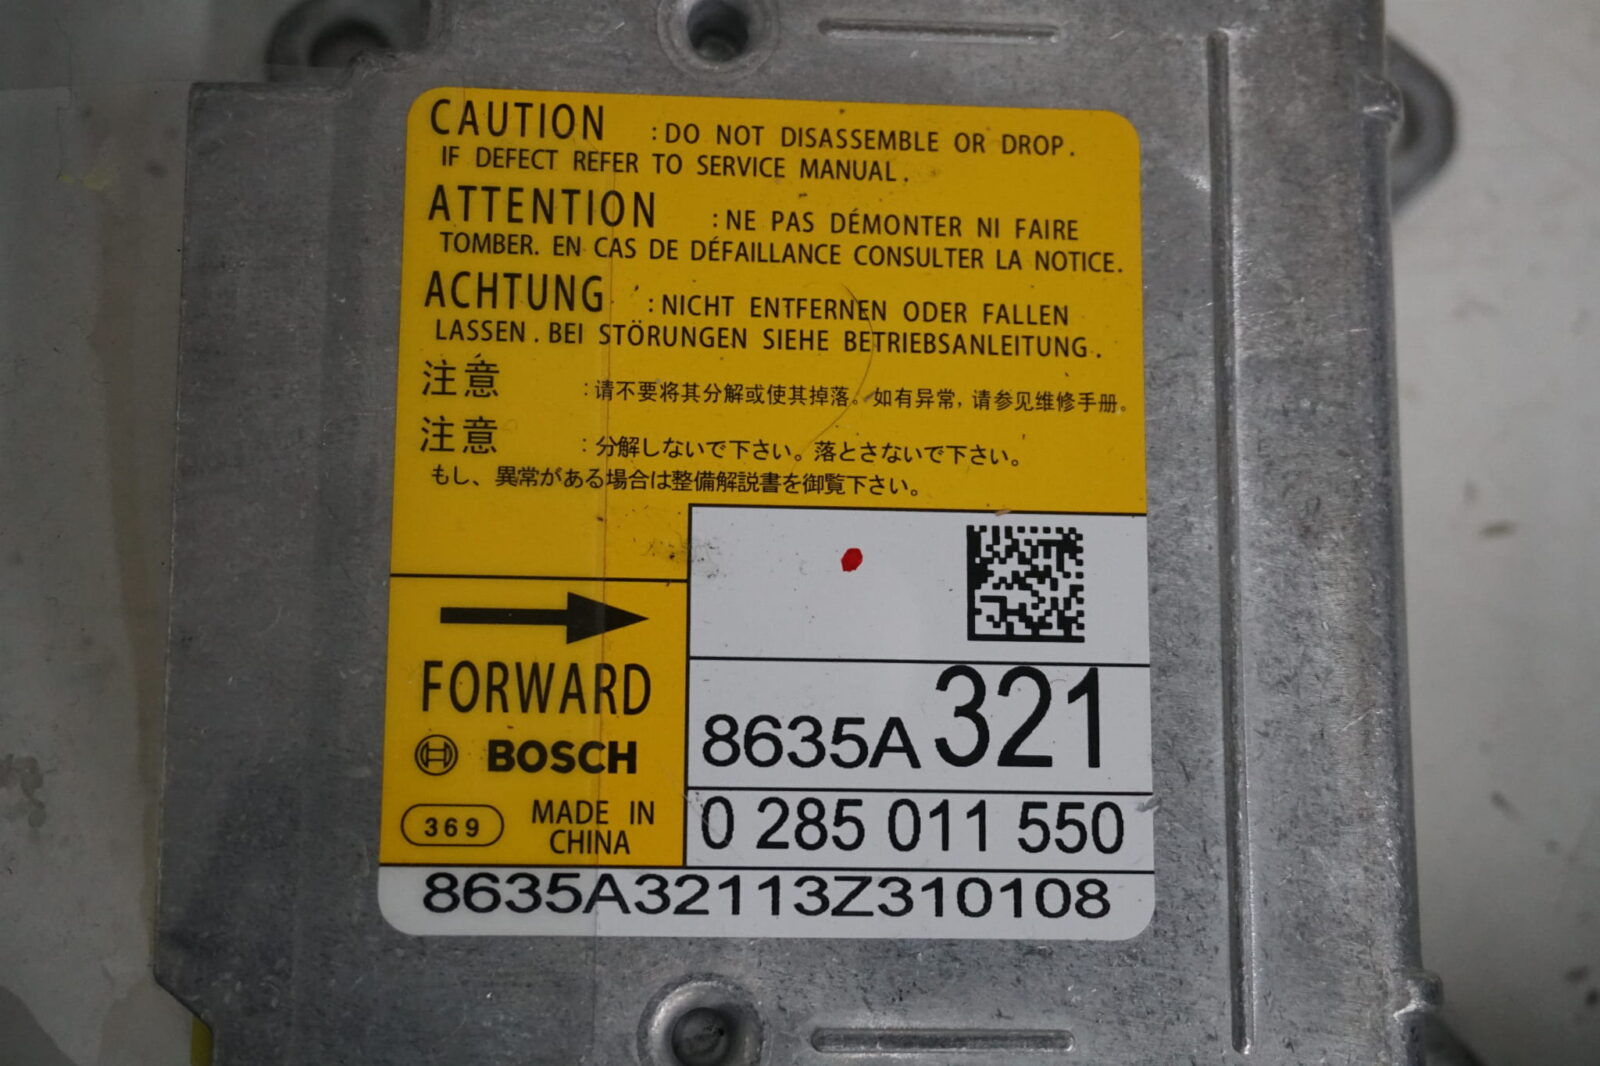 CAUTION :DO NOT DISASSEMBLE OR DROP.
IF DEFECT REFER TO SERVICE MANUAL.
ATTENTION :NE PAS DÉMONTER NI FAIRE
TOMBER. EN CAS DE DÉFAILLANCE CONSULTER LA NOTICE.
ACHTUNG :NICHT ENTFERNEN ODER FALLEN
LASSEN. BEI STÖRUNGEN SIEHE BETRIEBSANLEITUNG.
注意 :请不要将其分解或使其掉落。如有异常,请参见维修手册。
注意 :分解しないで下さい。落とさないで下さい。
もし、異常がある場合は整備解説書を御覧下さい。
FORWARD
BOSCH
369 MADE IN
CHINA
8635A321
0 285 011 550
8635A32113Z310108